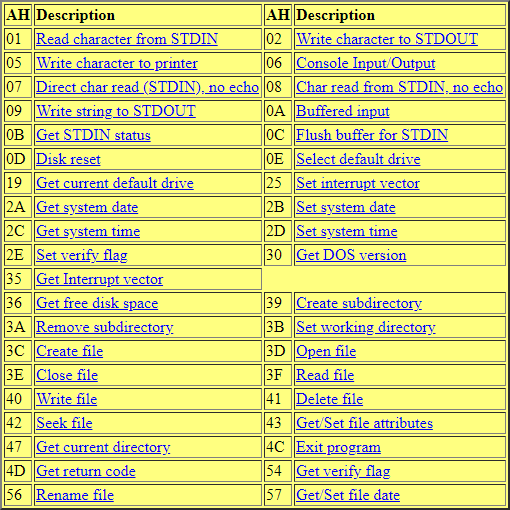 AH Description AH Description
01 Read character from STDIN 02 Write character to STDOUT
05 Write character to printer 06 Console Input/Output
07 Direct char read (STDIN), no echo 08 Char read from STDIN, no echo
09 Write string to STDOUT 0A Buffered input
0B Get STDIN status 0C Flush buffer for STDIN
0D Disk reset 0E Select default drive
19 Get current default drive 25 Set interrupt vector
2A Get system date 2B Set system date
2C Get system time 2D Set system time
2E Set verify flag 30 Get DOS version
35 Get Interrupt vector
36 Get free disk space 39 Create subdirectory
3A Remove subdirectory 3B Set working directory
3C Create file 3D Open file
3E Close file 3F Read file
40 Write file 41 Delete file
42 Seek file 43 Get/Set file attributes
47 Get current directory 4C Exit program
4D Get return code 54 Get verify flag
56 Rename file 57 Get/Set file date